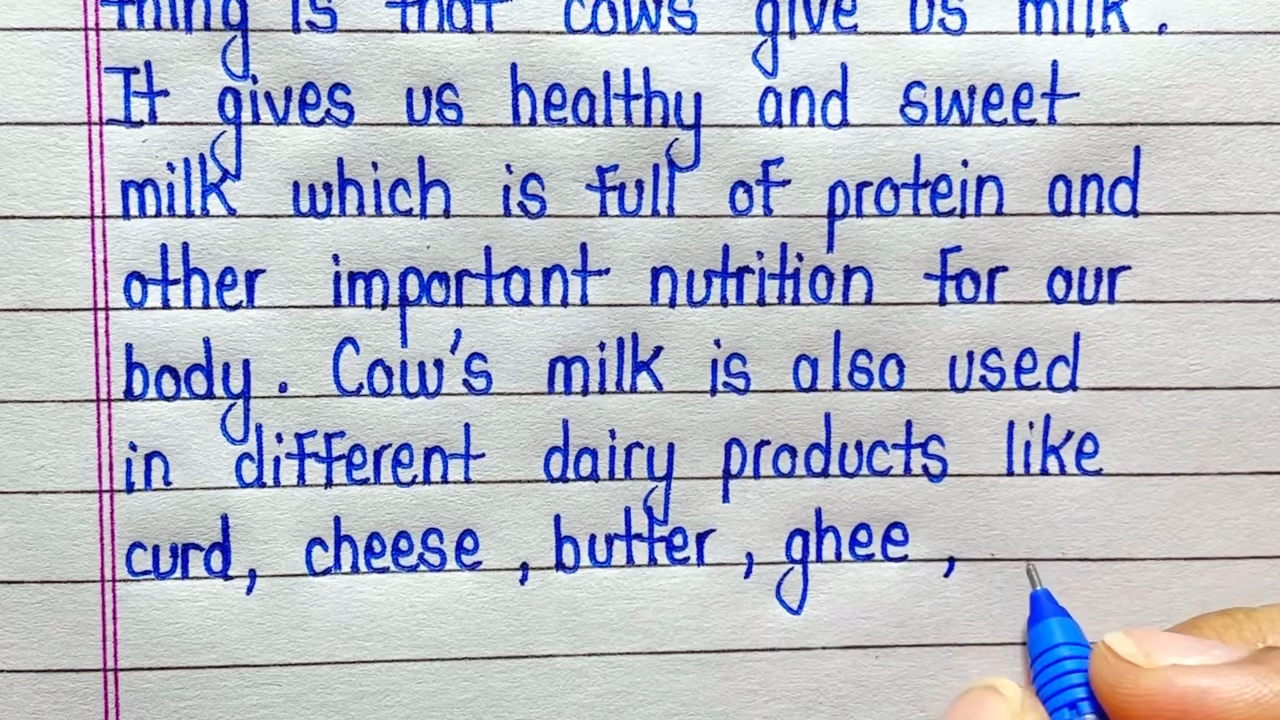 thing is that cows give us milk.
It gives us healthy and sweet
milk which is full of protein and
other important nutrition for our
body. Cow's milk is also used
in different dairy products like
curd, cheese, butter, ghee,